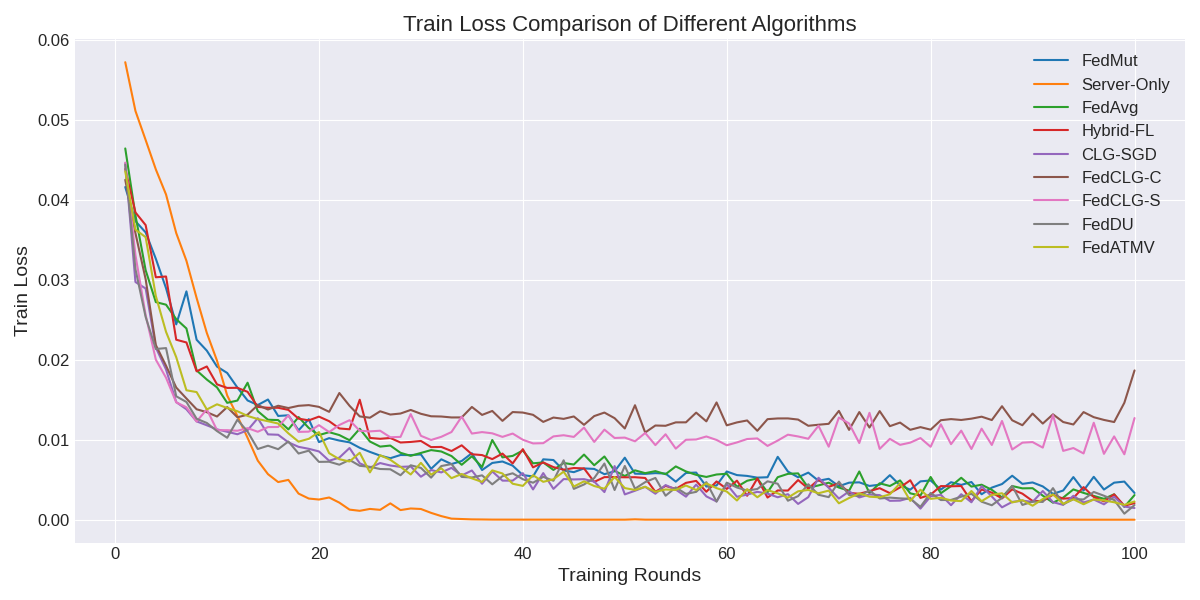 Train Loss Comparison of Different Algorithms
0.06
0.05
0.04
0.03
0.02
0.01
0.00
Train Loss
0 20 40 60 80 100
Training Rounds
FedMut
Server-Only
FedAvg
Hybrid-FL
CLG-SGD
FedCLG-C
FedCLG-S
FedDU
FedATMV